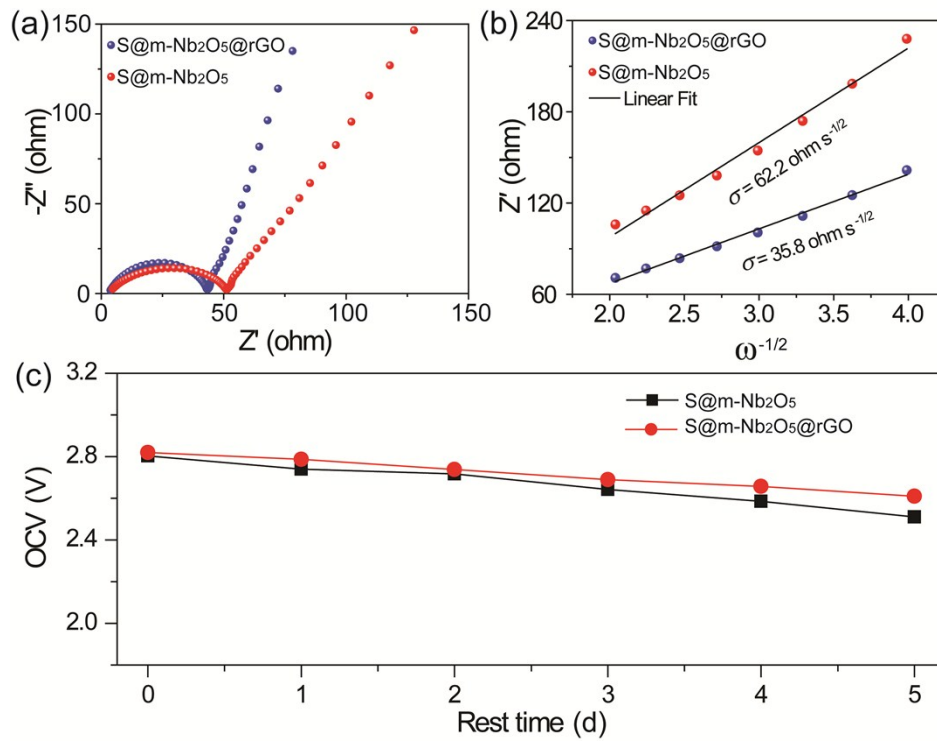 (a)
150
100
50
0
-Z'' (ohm)
S@m-Nb₂O₅@rGO
S@m-Nb₂O₅
0 50 100 150
Z' (ohm)
(b)
240
180
120
60
Z' (ohm)
S@m-Nb₂O₅@rGO
S@m-Nb₂O₅
Linear Fit
σ= 62.2 ohm s⁻¹/²
σ= 35.8 ohm s⁻¹/²
2.0 2.5 3.0 3.5 4.0
ω⁻¹/²
(c)
3.2
2.8
2.4
2.0
OCV (V)
S@m-Nb₂O₅
S@m-Nb₂O₅@rGO
0 1 2 3 4 5
Rest time (d)